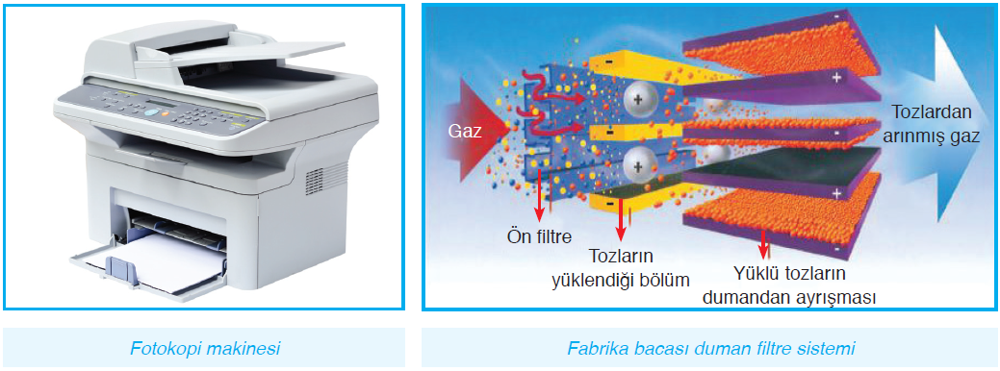 Gaz
Ön filtre
Tozların
yüklendiği bölüm
Yüklü tozların
dumandan ayrışması
Tozlardan
arınmış gaz
-
+
-
+
-
+
-
+
-
Fotokopi makinesi
Fabrika bacası duman filtre sistemi